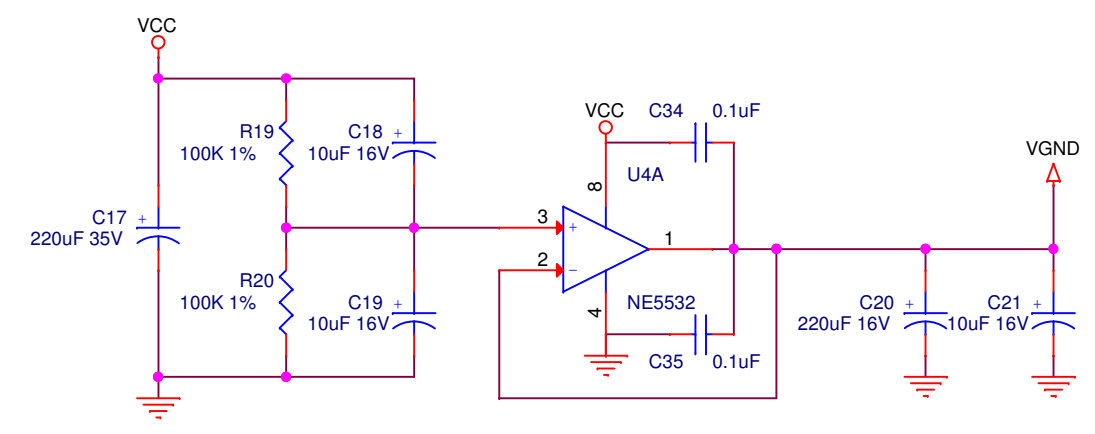 VCC
R19
100K 1%
C18
+
10uF 16V
C17
+
220uF 35V
R20
100K 1%
C19
+
10uF 16V
VCC
C34
0.1uF
8
U4A
3
+
2
−
1
4
NE5532
C35
0.1uF
VGND
C20
+
220uF 16V
C21
+
10uF 16V